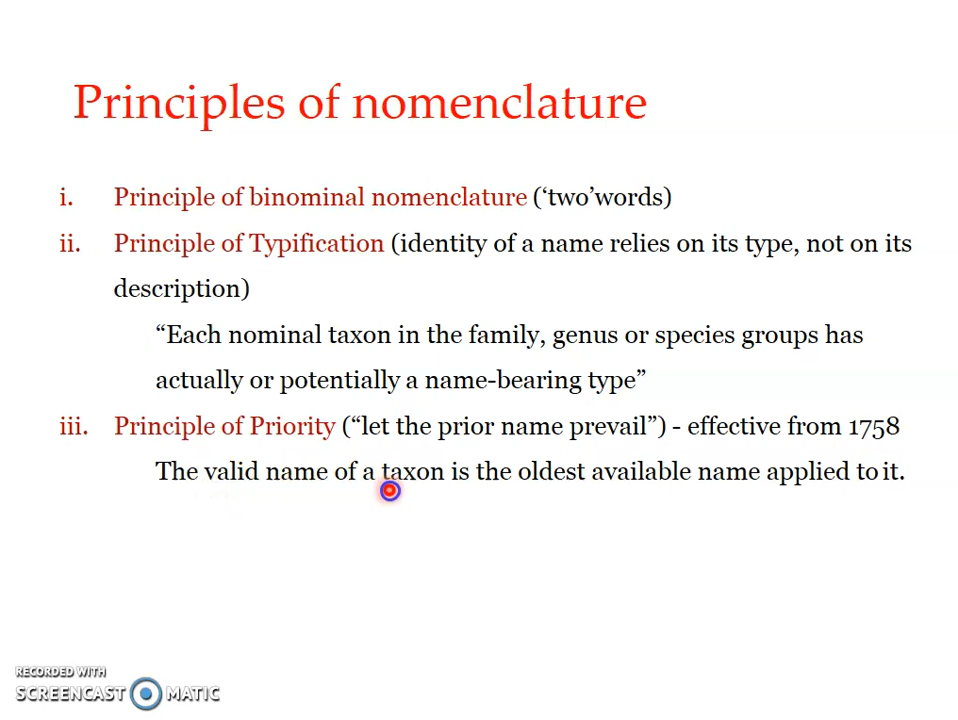 Principles of nomenclature
i. Principle of binominal nomenclature (‘two’words)
ii. Principle of Typification (identity of a name relies on its type, not on its
description)
“Each nominal taxon in the family, genus or species groups has
actually or potentially a name-bearing type”
iii. Principle of Priority (“let the prior name prevail”) - effective from 1758
The valid name of a taxon is the oldest available name applied to it.
RECORDED WITH
SCREENCAST MATIC